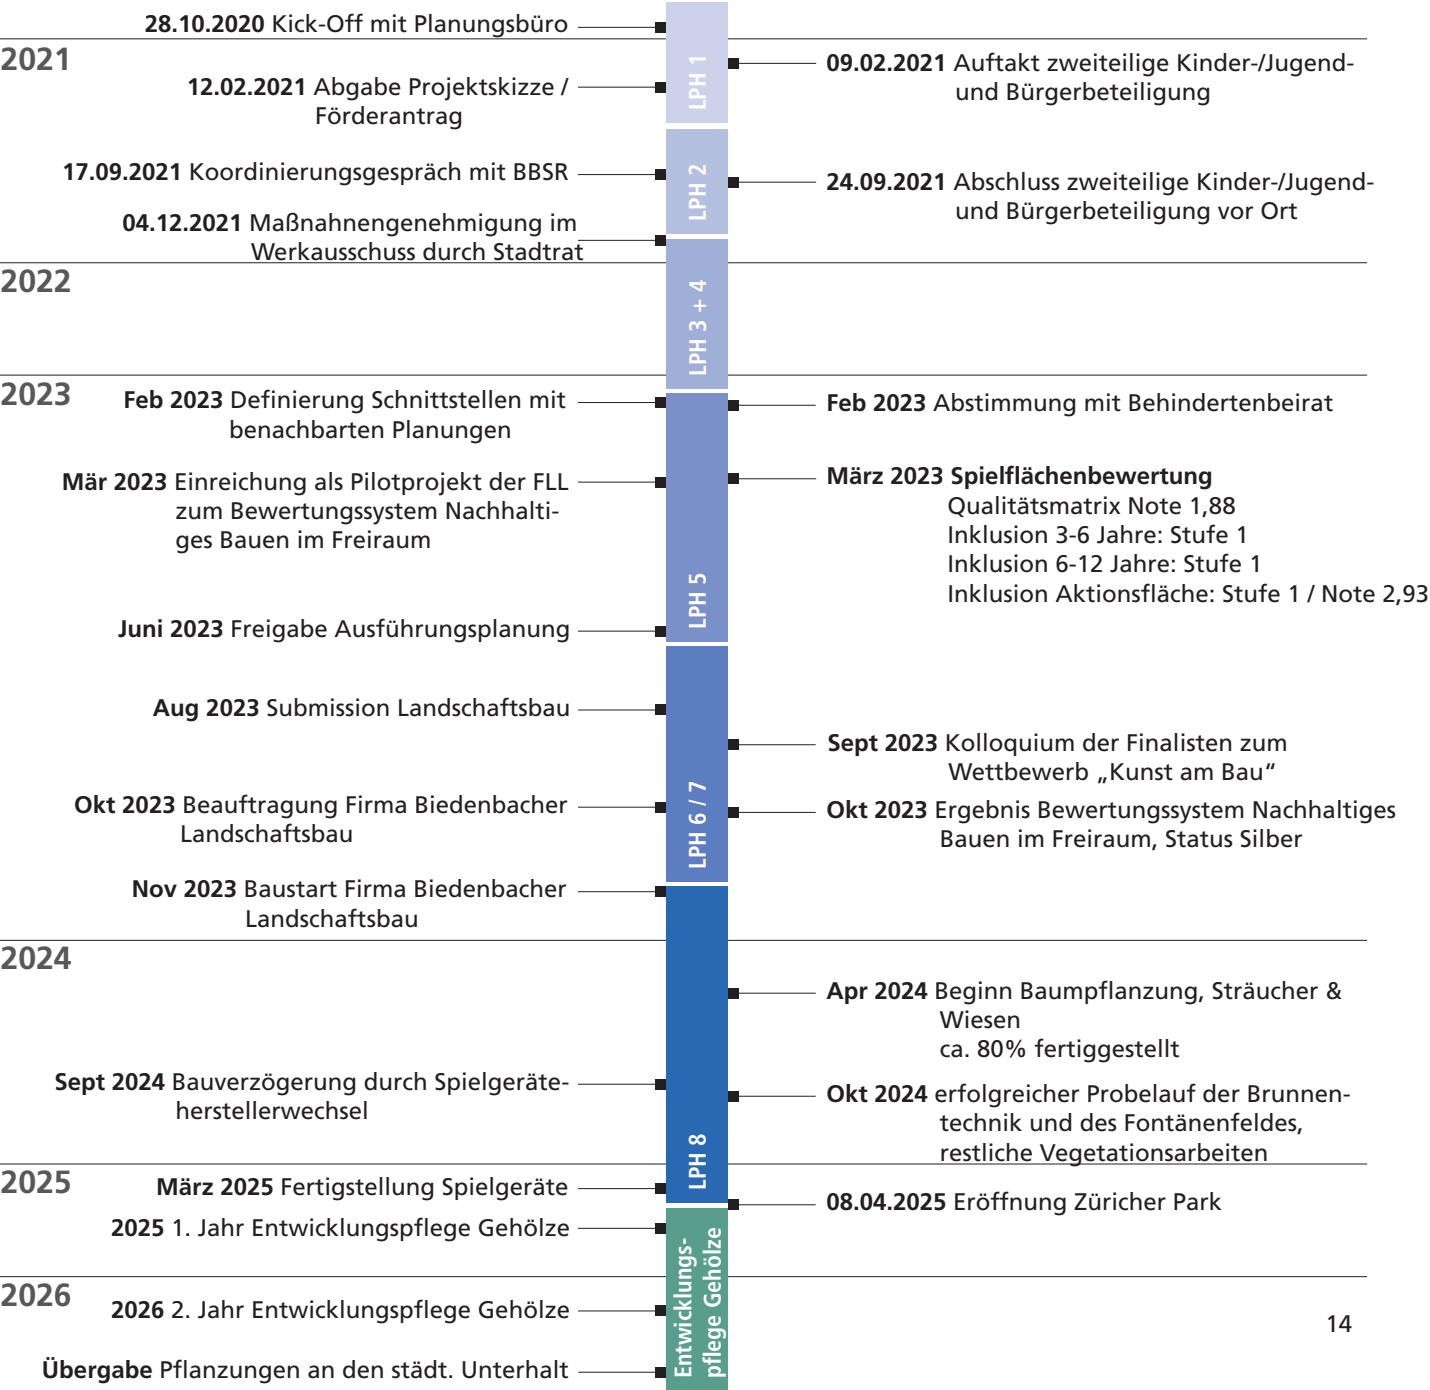 28.10.2020 Kick-Off mit Planungsbüro
2021
09.02.2021 Auftakt zweiteilige Kinder-/Jugend-
und Bürgerbeteiligung
12.02.2021 Abgabe Projektskizze /
Förderantrag
LPH 1
17.09.2021 Koordinierungsgespräch mit BBSR
24.09.2021 Abschluss zweiteilige Kinder-/Jugend-
und Bürgerbeteiligung vor Ort
LPH 2
04.12.2021 Maßnahnengenehmigung im
Werkausschuss durch Stadtrat
2022
LPH 3 + 4
2023
Feb 2023 Definierung Schnittstellen mit
benachbarten Planungen
Feb 2023 Abstimmung mit Behindertenbeirat
Mär 2023 Einreichung als Pilotprojekt der FLL
zum Bewertungssystem Nachhalti-
ges Bauen im Freiraum
März 2023 Spielflächenbewertung
Qualitätsmatrix Note 1,88
Inklusion 3-6 Jahre: Stufe 1
Inklusion 6-12 Jahre: Stufe 1
Inklusion Aktionsfläche: Stufe 1 / Note 2,93
LPH 5
Juni 2023 Freigabe Ausführungsplanung
Aug 2023 Submission Landschaftsbau
Sept 2023 Kolloquium der Finalisten zum
Wettbewerb „Kunst am Bau“
Okt 2023 Beauftragung Firma Biedenbacher
Landschaftsbau
LPH 6 / 7
Okt 2023 Ergebnis Bewertungssystem Nachhaltiges
Bauen im Freiraum, Status Silber
Nov 2023 Baustart Firma Biedenbacher
Landschaftsbau
2024
Apr 2024 Beginn Baumpflanzung, Sträucher &
Wiesen
ca. 80% fertiggestellt
Sept 2024 Bauverzögerung durch Spielgeräte-
herstellerwechsel
Okt 2024 erfolgreicher Probelauf der Brunnen-
technik und des Fontänenfeldes,
restliche Vegetationsarbeiten
LPH 8
2025
März 2025 Fertigstellung Spielgeräte
08.04.2025 Eröffnung Züricher Park
2025 1. Jahr Entwicklungspflege Gehölze
Entwicklungs-
pflege Gehölze
2026
2026 2. Jahr Entwicklungspflege Gehölze
Übergabe Pflanzungen an den städt. Unterhalt
14